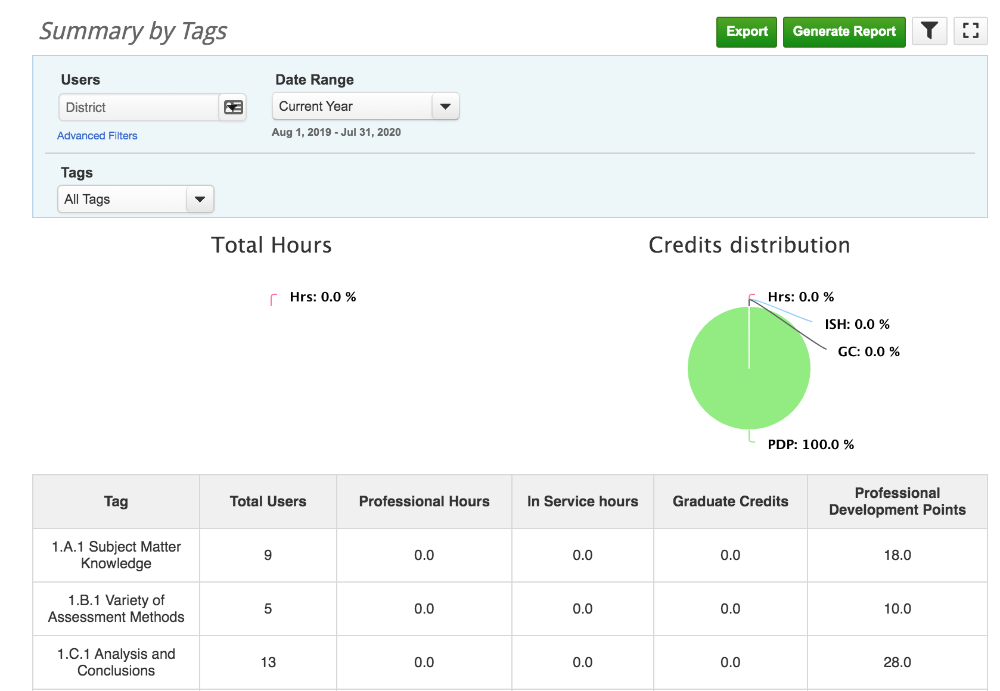 Summary by Tags
Export
Generate Report
Users
Date Range
District
Current Year
Advanced Filters
Aug 1, 2019 - Jul 31, 2020
Tags
All Tags
Total Hours
Hrs: 0.0 %
Credits distribution
Hrs: 0.0 %
ISH: 0.0 %
GC: 0.0 %
PDP: 100.0 %
Tag
Total Users
Professional Hours
In Service hours
Graduate Credits
Professional
Development Points
1.A.1 Subject Matter
Knowledge
9
0.0
0.0
0.0
18.0
1.B.1 Variety of
Assessment Methods
5
0.0
0.0
0.0
10.0
1.C.1 Analysis and
Conclusions
13
0.0
0.0
0.0
28.0